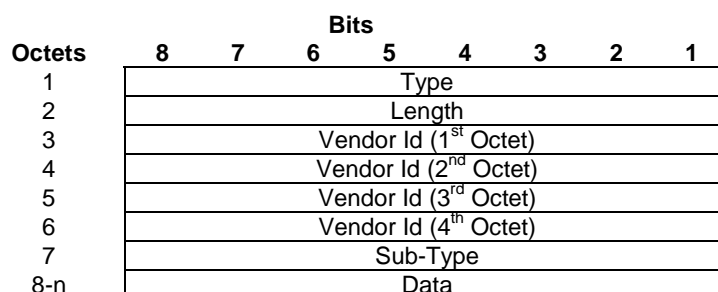 Bits
Octets 8 7 6 5 4 3 2 1
1 Type
2 Length
3 Vendor Id (1st Octet)
4 Vendor Id (2nd Octet)
5 Vendor Id (3rd Octet)
6 Vendor Id (4th Octet)
7 Sub-Type
8-n Data